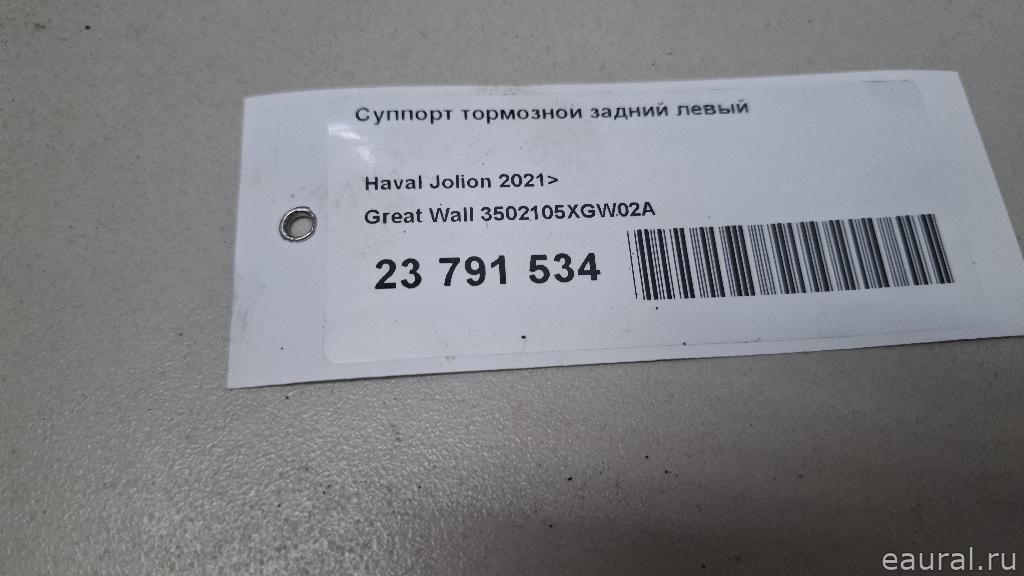 Суппорт тормозной задний левый
Haval Jolion 2021>
Great Wall 3502105XGW02A
23 791 534
eaural.ru